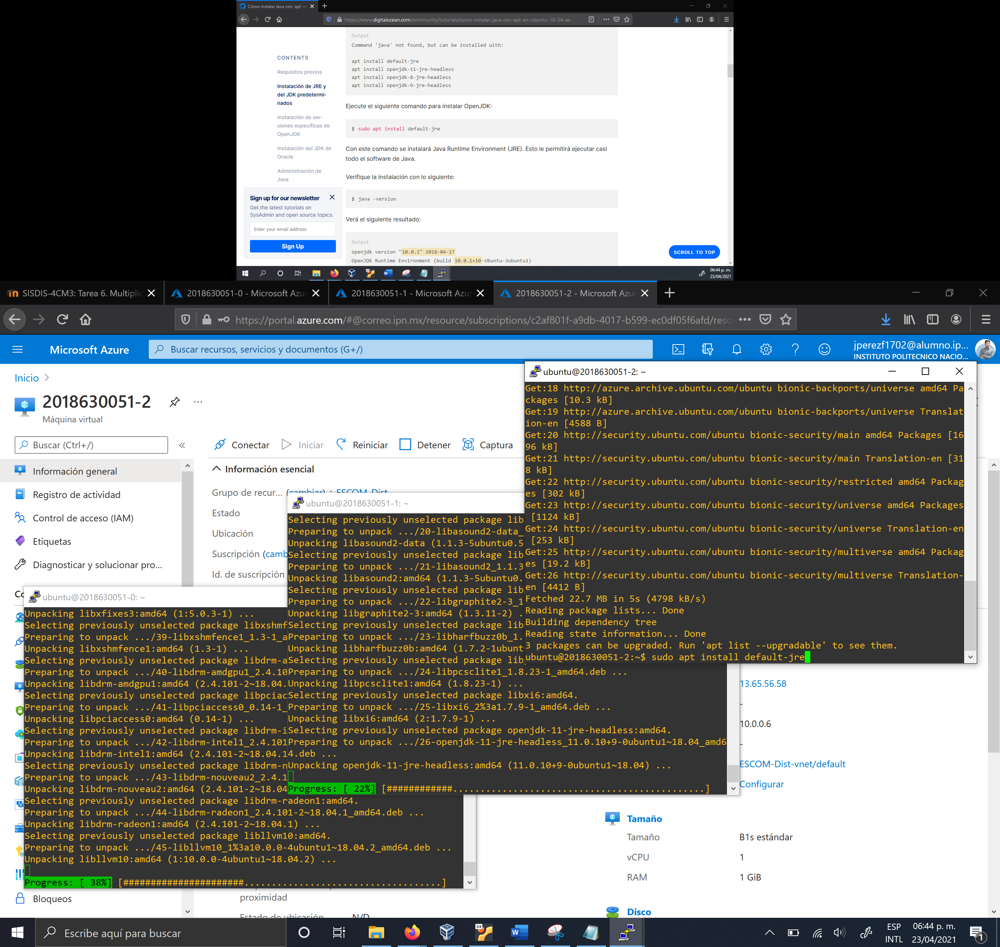 Cómo instalar Java con `apt` en
https://www.digitalocean.com/community/tutorials/como-instalar-java-con-apt-en-ubuntu-18-04-es
CONTENTS
Requisitos previos
Instalación de JRE y
del JDK predetermi-
nados
Instalación de ver-
siones específicas de
OpenJDK
Instalación del JDK de
Oracle
Administración de
Java
Sign up for our newsletter
Get the latest tutorials on
SysAdmin and open source topics.
Enter your email address
Sign Up
Output
Command 'java' not found, but can be installed with:
apt install default-jre
apt install openjdk-11-jre-headless
apt install openjdk-8-jre-headless
apt install openjdk-9-jre-headless
Ejecute el siguiente comando para instalar OpenJDK:
$ sudo apt install default-jre
Con este comando se instalará Java Runtime Environment (JRE). Esto le permitirá ejecutar casi
todo el software de Java.
Verifique la instalación con lo siguiente:
$ java -version
Verá el siguiente resultado:
Output
openjdk version "10.0.1" 2018-04-17
OpenJDK Runtime Environment (build 10.0.1+10-Ubuntu-3ubuntu1)
SCROLL TO TOP
06:44 p. m.
23/04/2021
SISDIS-4CM3: Tarea 6. Multiplic
2018630051-0 - Microsoft Azur
2018630051-1 - Microsoft Azur
2018630051-2 - Microsoft Azur
https://portal.azure.com/#@correo.ipn.mx/resource/subscriptions/c2af801f-a9db-4017-b599-ec0df05f6afd/reso
Microsoft Azure
Buscar recursos, servicios y documentos (G+/)
jperezf1702@alumno.ip...
INSTITUTO POLITECNICO NACIO...
Inicio
2018630051-2
Máquina virtual
Buscar (Ctrl+/)
Conectar
Iniciar
Reiniciar
Detener
Captura
Información general
Registro de actividad
Control de acceso (IAM)
Etiquetas
Diagnosticar y solucionar pro...
Co
Bloqueos
Información esencial
Grupo de recur... (cambiar) : ESCOM-Dist
Estado
Ubicación
Suscripción (camb
Id. de suscripción
ubuntu@2018630051-2: ~
Get:18 http://azure.archive.ubuntu.com/ubuntu bionic-backports/universe amd64 Pa
ckages [10.3 kB]
Get:19 http://azure.archive.ubuntu.com/ubuntu bionic-backports/universe Translat
ion-en [4588 B]
Get:20 http://security.ubuntu.com/ubuntu bionic-security/main amd64 Packages [16
96 kB]
Get:21 http://security.ubuntu.com/ubuntu bionic-security/main Translation-en [31
8 kB]
Get:22 http://security.ubuntu.com/ubuntu bionic-security/restricted amd64 Packag
es [302 kB]
Get:23 http://security.ubuntu.com/ubuntu bionic-security/universe amd64 Packages
 [1124 kB]
Get:24 http://security.ubuntu.com/ubuntu bionic-security/universe Translation-en
 [253 kB]
Get:25 http://security.ubuntu.com/ubuntu bionic-security/multiverse amd64 Packag
es [19.2 kB]
Get:26 http://security.ubuntu.com/ubuntu bionic-security/multiverse Translation-
en [4412 B]
Fetched 22.7 MB in 5s (4798 kB/s)
Reading package lists... Done
Building dependency tree
Reading state information... Done
3 packages can be upgraded. Run 'apt list --upgradable' to see them.
ubuntu@2018630051-2:~$ sudo apt install default-jre
ubuntu@2018630051-1: ~
Selecting previously unselected package lib
Preparing to unpack .../20-libasound2-data_
Unpacking libasound2-data (1.1.3-5ubuntu0.5
Selecting previously unselected package lib
Preparing to unpack .../21-libasound2_1.1.3
Unpacking libasound2:amd64 (1.1.3-5ubuntu0.
Selecting previously unselected package lib
Preparing to unpack .../22-libgraphite2-3_1
Unpacking libgraphite2-3:amd64 (1.3.11-2) .
Selecting previously unselected package lib
Preparing to unpack .../23-libharfbuzz0b_1.
Unpacking libharfbuzz0b:amd64 (1.7.2-1ubunt
Selecting previously unselected package lib
Preparing to unpack .../24-libpcsclite1_1.8.23-1_amd64.deb ...
Unpacking libpcsclite1:amd64 (1.8.23-1) ...
Selecting previously unselected package libxi6:amd64.
Preparing to unpack .../25-libxi6_2%3a1.7.9-1_amd64.deb ...
Unpacking libxi6:amd64 (2:1.7.9-1) ...
Selecting previously unselected package openjdk-11-jre-headless:amd64.
Preparing to unpack .../26-openjdk-11-jre-headless_11.0.10+9-0ubuntu1~18.04_amd6
4.deb ...
Unpacking openjdk-11-jre-headless:amd64 (11.0.10+9-0ubuntu1~18.04) ...
Progress: [ 22%] [############..............................................]
ubuntu@2018630051-0: ~
Unpacking libxfixes3:amd64 (1:5.0.3-1) ...
Selecting previously unselected package libxshmf
Preparing to unpack .../39-libxshmfence1_1.3-1_a
Unpacking libxshmfence1:amd64 (1.3-1) ...
Selecting previously unselected package libdrm-a
Preparing to unpack .../40-libdrm-amdgpu1_2.4.10
Unpacking libdrm-amdgpu1:amd64 (2.4.101-2~18.04.
Selecting previously unselected package libpciac
Preparing to unpack .../41-libpciaccess0_0.14-1_
Unpacking libpciaccess0:amd64 (0.14-1) ...
Selecting previously unselected package libdrm-i
Preparing to unpack .../42-libdrm-intel1_2.4.101
Unpacking libdrm-intel1:amd64 (2.4.101-2~18.04.1
Selecting previously unselected package libdrm-n
Preparing to unpack .../43-libdrm-nouveau2_2.4.1
Unpacking libdrm-nouveau2:amd64 (2.4.101-2~18.04
Selecting previously unselected package libdrm-radeon1:amd64.
Preparing to unpack .../44-libdrm-radeon1_2.4.101-2~18.04.1_amd64.deb ...
Unpacking libdrm-radeon1:amd64 (2.4.101-2~18.04.1) ...
Selecting previously unselected package libllvm10:amd64.
Preparing to unpack .../45-libllvm10_1%3a10.0.0-4ubuntu1~18.04.2_amd64.deb ...
Unpacking libllvm10:amd64 (1:10.0.0-4ubuntu1~18.04.2) ...
Progress: [ 38%] [######################....................................]
13.65.56.58
-
10.0.0.6
-
ESCOM-Dist-vnet/default
Configurar
Tamaño
Tamaño B1s estándar
vCPU 1
RAM 1 GiB
Disco
proximidad
Estado de ubicación N/D
Escribe aquí para buscar
64
ESP
INTL
06:44 p. m.
23/04/2021
1